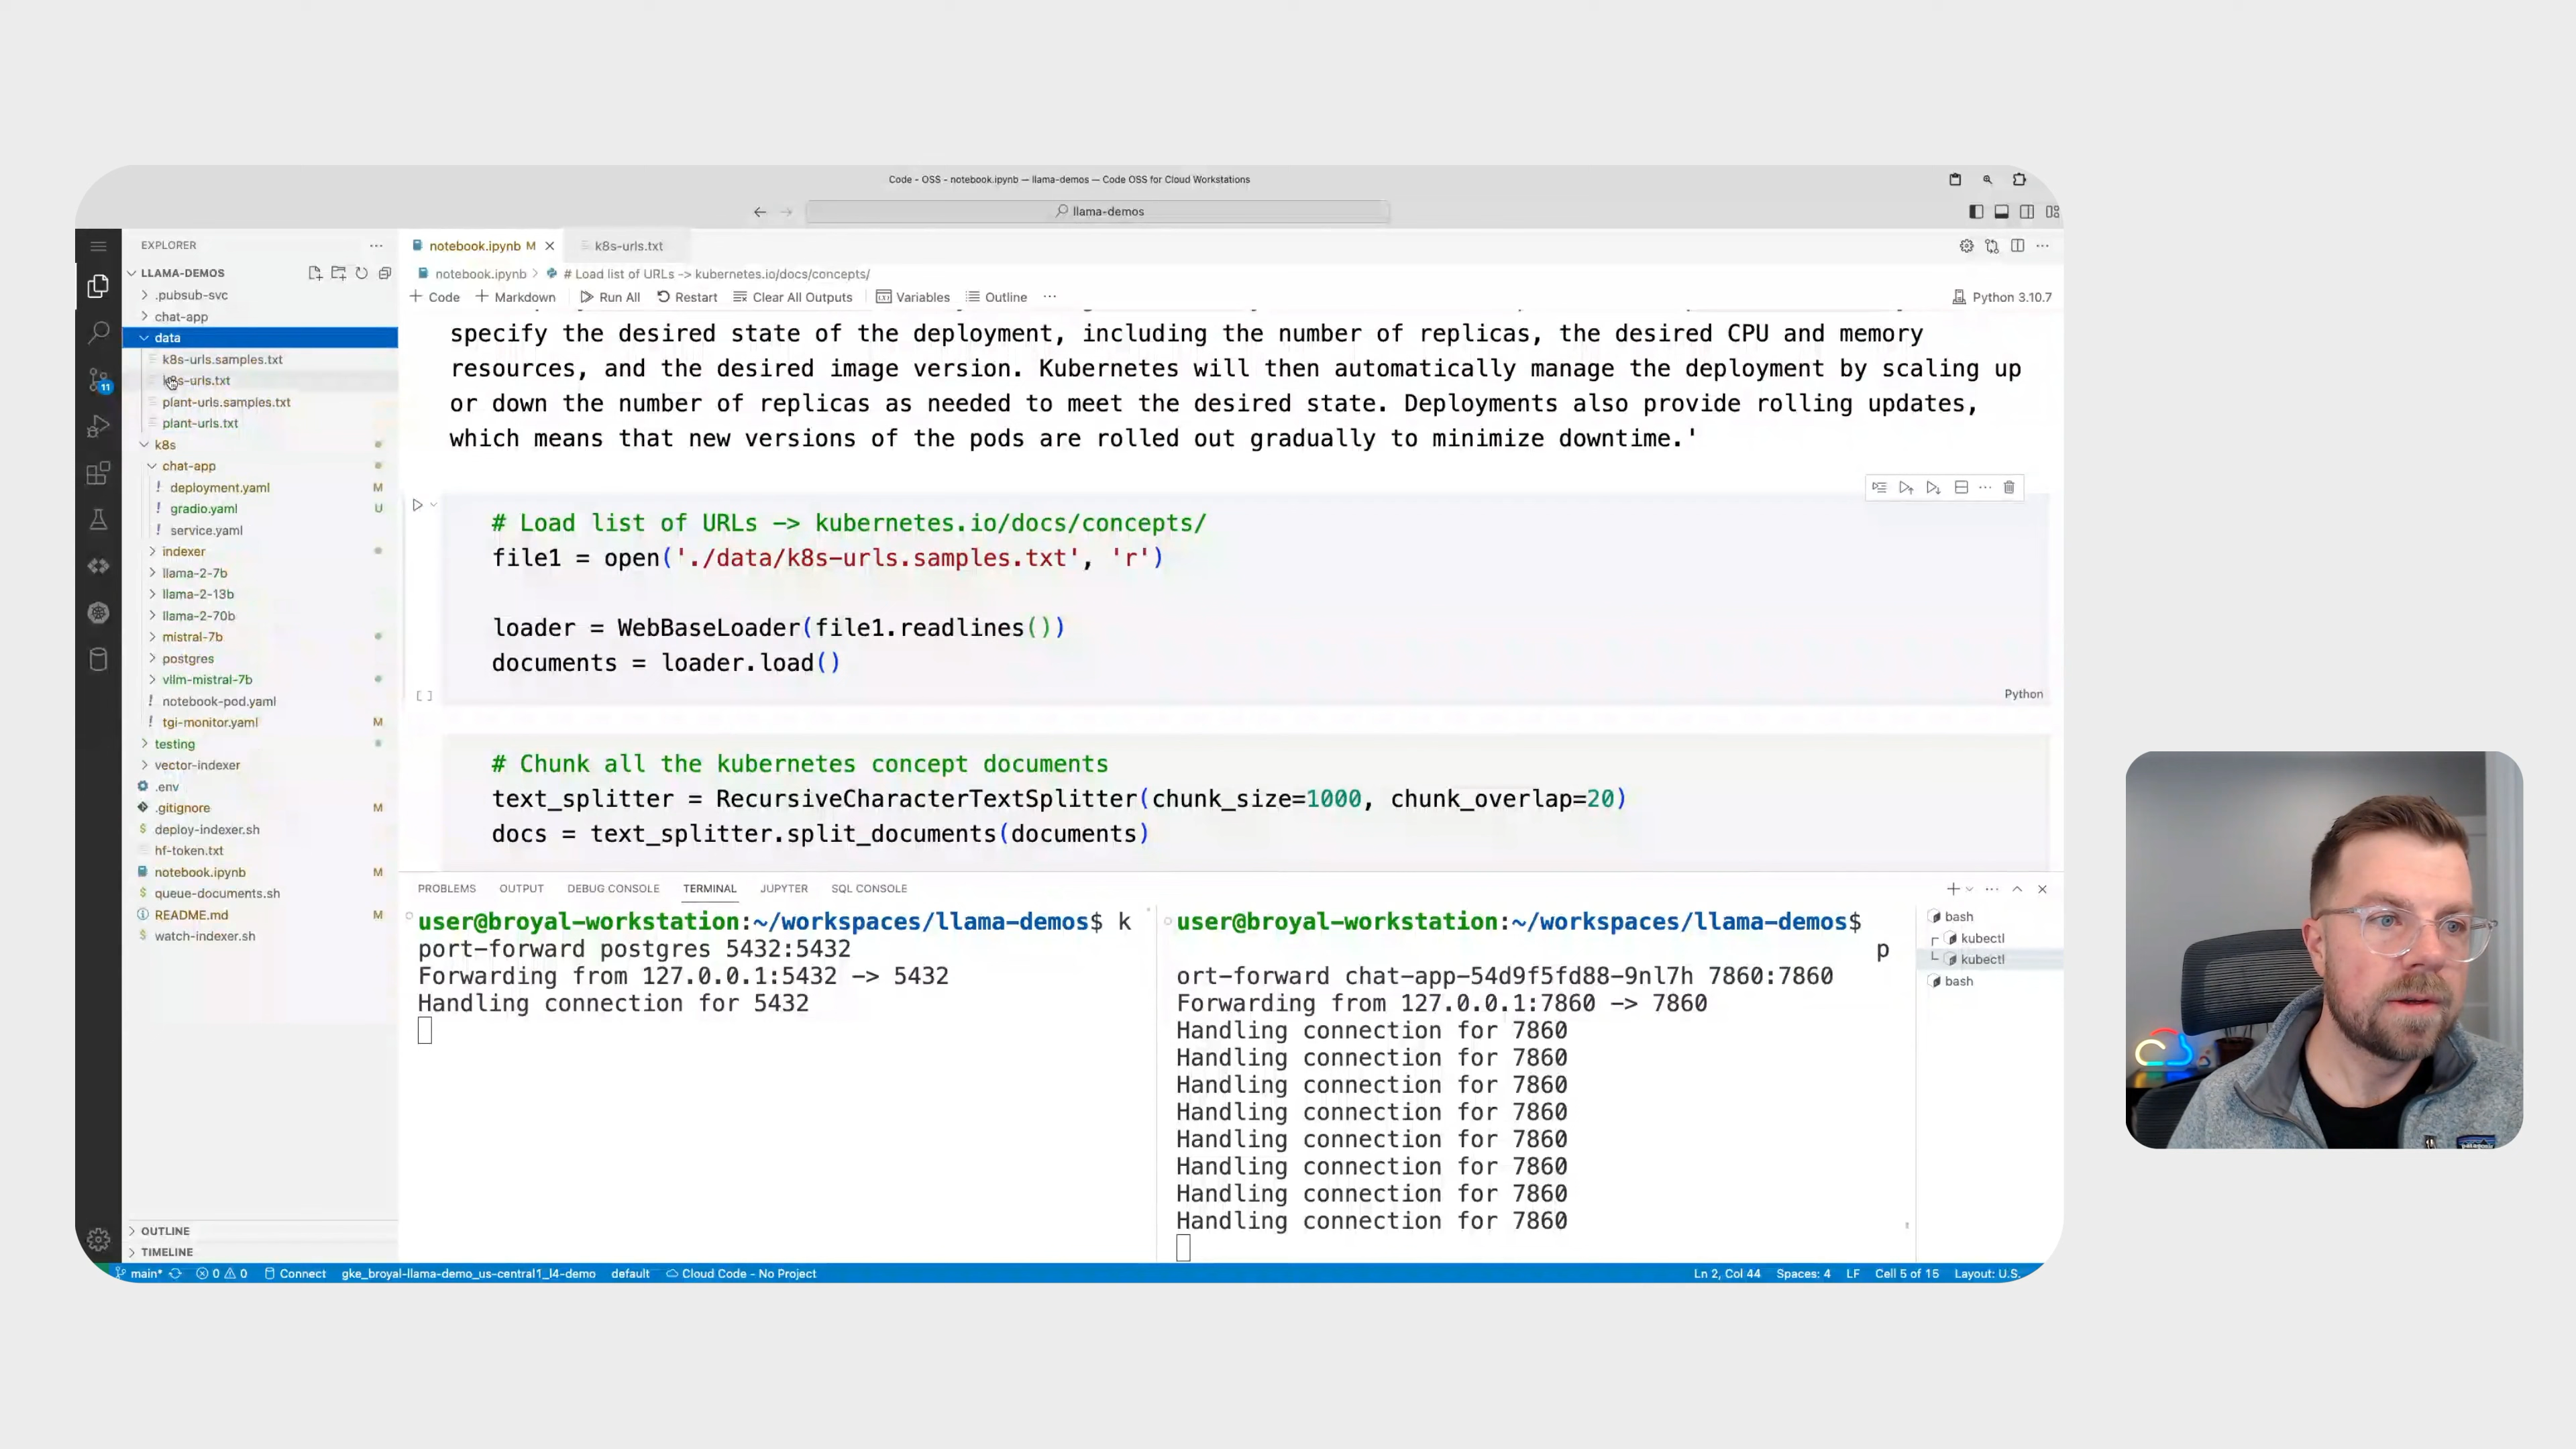 Code - OSS - notebook.ipynb — llama-demos — Code OSS for Cloud Workstations
llama-demos
EXPLORER
LLAMA-DEMOS
.pubsub-svc
chat-app
data
k8s-urls.samples.txt
k8s-urls.txt
plant-urls.samples.txt
plant-urls.txt
k8s
chat-app
! deployment.yaml M
! gradio.yaml U
! service.yaml
indexer
llama-2-7b
llama-2-13b
llama-2-70b
mistral-7b
postgres
vllm-mistral-7b
! notebook-pod.yaml
! tgi-monitor.yaml M
testing
vector-indexer
.env
.gitignore M
$ deploy-indexer.sh
hf-token.txt
notebook.ipynb M
$ queue-documents.sh
README.md M
$ watch-indexer.sh
OUTLINE
TIMELINE
11
notebook.ipynb M
k8s-urls.txt
notebook.ipynb > # Load list of URLs -> kubernetes.io/docs/concepts/
+ Code + Markdown Run All Restart Clear All Outputs Variables Outline ... Python 3.10.7
specify the desired state of the deployment, including the number of replicas, the desired CPU and memory
resources, and the desired image version. Kubernetes will then automatically manage the deployment by scaling up
or down the number of replicas as needed to meet the desired state. Deployments also provide rolling updates,
which means that new versions of the pods are rolled out gradually to minimize downtime.'
# Load list of URLs -> kubernetes.io/docs/concepts/
file1 = open('./data/k8s-urls.samples.txt', 'r')
loader = WebBaseLoader(file1.readlines())
documents = loader.load()
[ ]
Python
# Chunk all the kubernetes concept documents
text_splitter = RecursiveCharacterTextSplitter(chunk_size=1000, chunk_overlap=20)
docs = text_splitter.split_documents(documents)
PROBLEMS OUTPUT DEBUG CONSOLE TERMINAL JUPYTER SQL CONSOLE
user@broyal-workstation:~/workspaces/llama-demos$ k
port-forward postgres 5432:5432
Forwarding from 127.0.0.1:5432 -> 5432
Handling connection for 5432
user@broyal-workstation:~/workspaces/llama-demos$
p
ort-forward chat-app-54d9f5fd88-9nl7h 7860:7860
Forwarding from 127.0.0.1:7860 -> 7860
Handling connection for 7860
Handling connection for 7860
Handling connection for 7860
Handling connection for 7860
Handling connection for 7860
Handling connection for 7860
Handling connection for 7860
Handling connection for 7860
bash
kubectl
kubectl
bash
main* 0 0 Connect gke_broyal-llama-demo_us-central1_l4-demo default Cloud Code - No Project
Ln 2, Col 44 Spaces: 4 LF Cell 5 of 15 Layout: U.S.